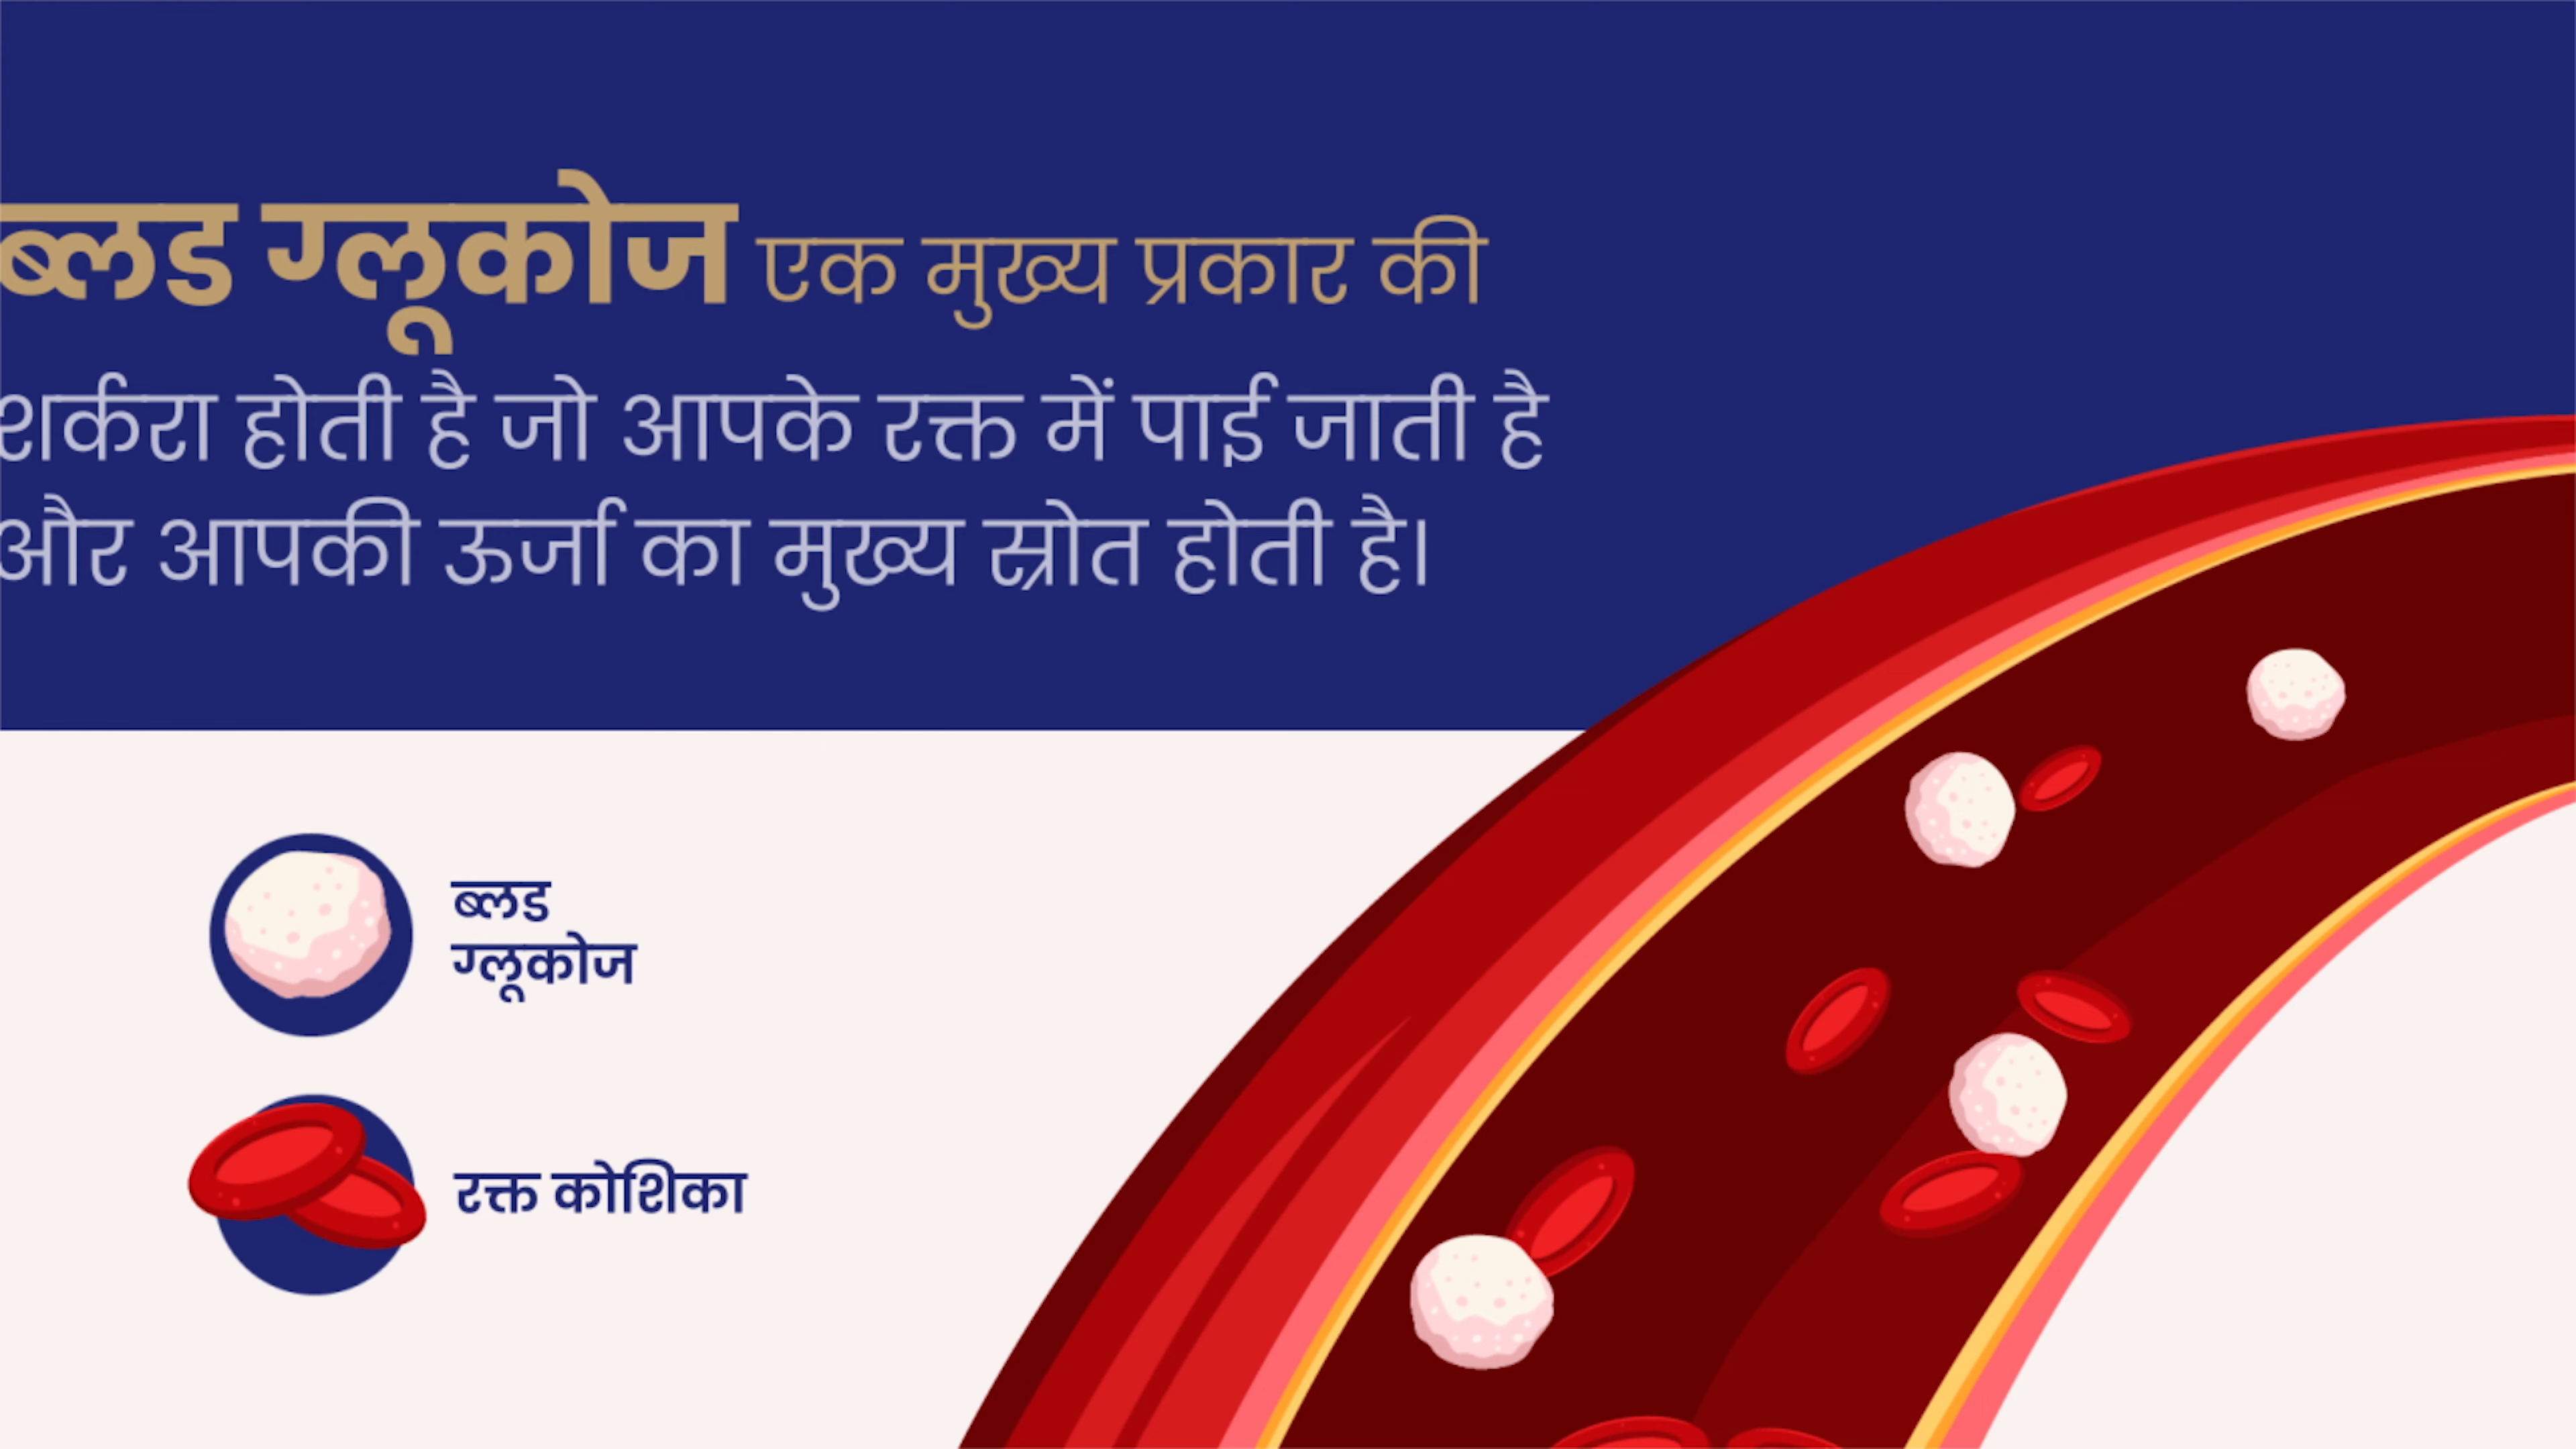 ब्लड ग्लूकोज एक मुख्य प्रकार की
शर्करा होती है जो आपके रक्त में पाई जाती है
और आपकी ऊर्जा का मुख्य स्रोत होती है।
ब्लड
ग्लूकोज
रक्त कोशिका